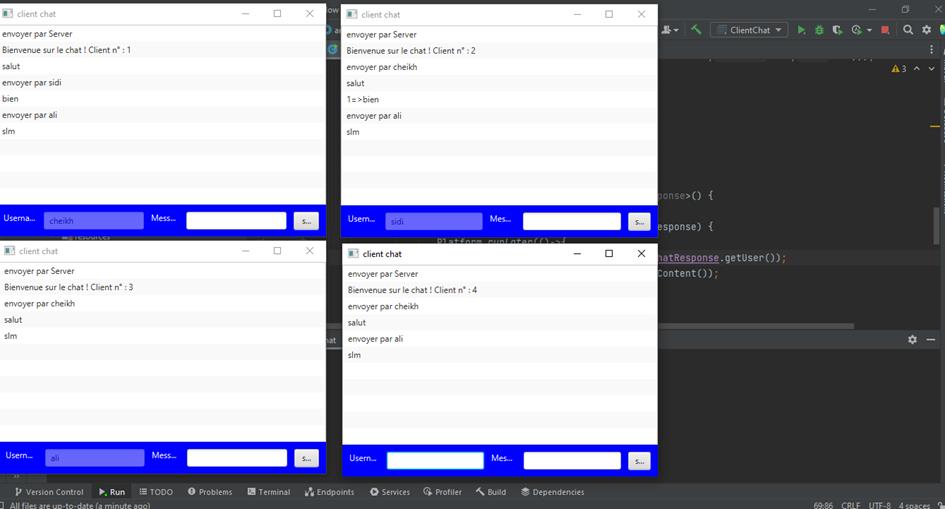 client chat
envoyer par Server
Bienvenue sur le chat ! Client n° : 1
salut
envoyer par sidi
bien
envoyer par ali
slm
Userna... cheikh Mess... s...
client chat
envoyer par Server
Bienvenue sur le chat ! Client n° : 2
envoyer par cheikh
salut
1=>bien
envoyer par ali
slm
Usern... sidi Mes... s...
ClientChat
3
onse>() {
esponse) {
hatResponse.getUser());
Content());
client chat
envoyer par Server
Bienvenue sur le chat ! Client n° : 3
envoyer par cheikh
salut
slm
Usern... ali Mess... s...
client chat
envoyer par Server
Bienvenue sur le chat ! Client n° : 4
envoyer par cheikh
salut
envoyer par ali
slm
Usern... Mes... s...
Version Control Run TODO Problems Terminal Endpoints Services Profiler Build Dependencies
All files are up-to-date (a minute ago) 69:86 CRLF UTF-8 4 spaces